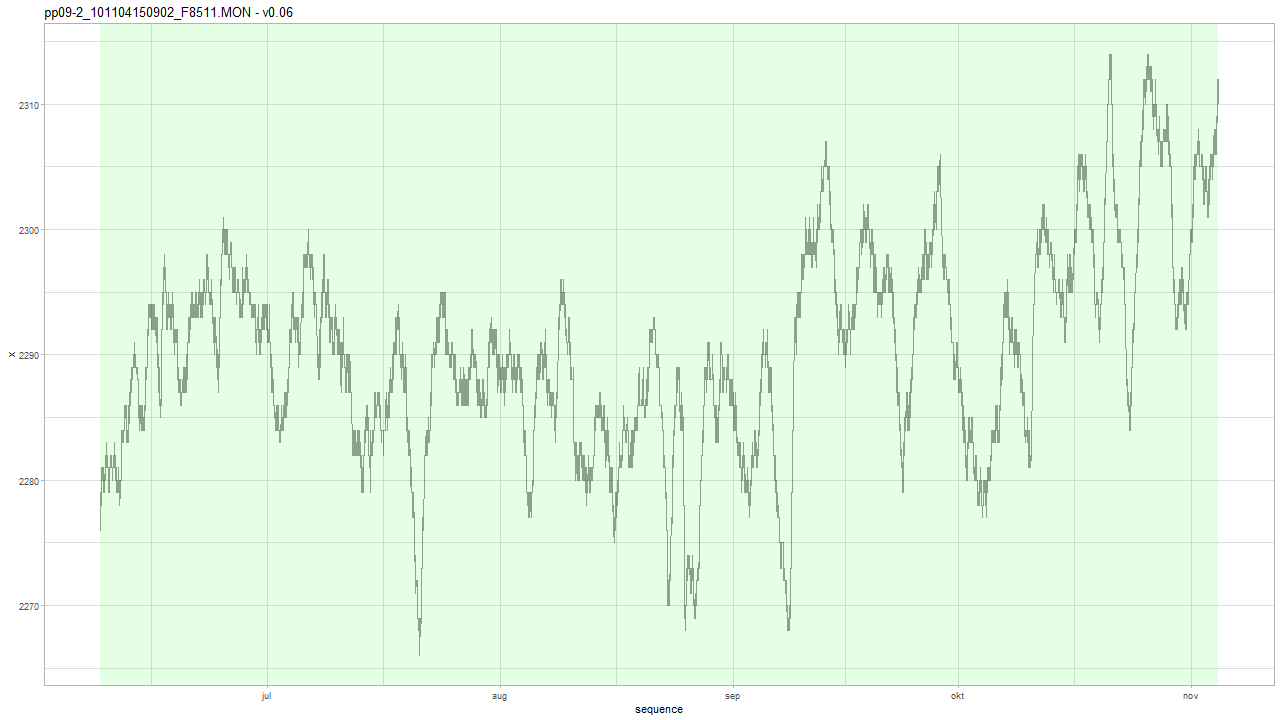 pp09-2_101104150902_F8511.MON - v0.06
2310
2300
x
2290
2280
2270
jul
aug
sep
okt
nov
sequence